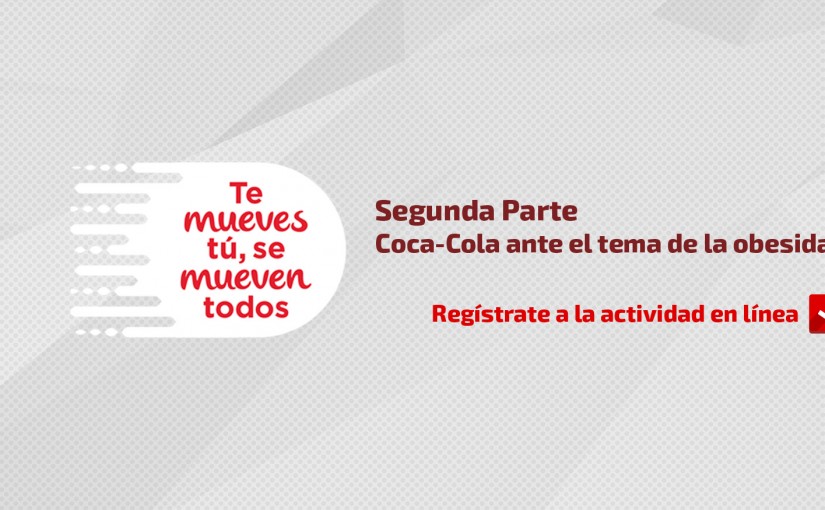 Te
mueves
tú, se
mueven
todos
Segunda Parte
Coca-Cola ante el tema de la obesida
Regístrate a la actividad en línea